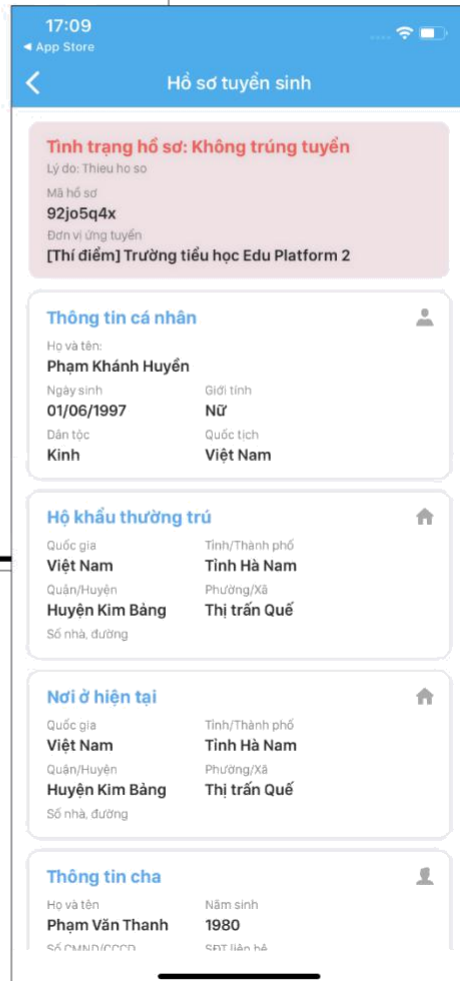 17:09
◀ App Store
Hồ sơ tuyển sinh
Tình trạng hồ sơ: Không trúng tuyển
Lý do: Thieu ho so
Mã hồ sơ
92jo5q4x
Đơn vị ứng tuyển
[Thí điểm] Trường tiểu học Edu Platform 2
Thông tin cá nhân
Họ và tên:
Phạm Khánh Huyền
Ngày sinh Giới tính
01/06/1997 Nữ
Dân tộc Quốc tịch
Kinh Việt Nam
Hộ khẩu thường trú
Quốc gia Tỉnh/Thành phố
Việt Nam Tỉnh Hà Nam
Quận/Huyện Phường/Xã
Huyện Kim Bảng Thị trấn Quế
Số nhà, đường
Nơi ở hiện tại
Quốc gia Tỉnh/Thành phố
Việt Nam Tỉnh Hà Nam
Quận/Huyện Phường/Xã
Huyện Kim Bảng Thị trấn Quế
Số nhà, đường
Thông tin cha
Họ và tên Năm sinh
Phạm Văn Thanh 1980
Số CMND/CCCD SĐT liên hệ